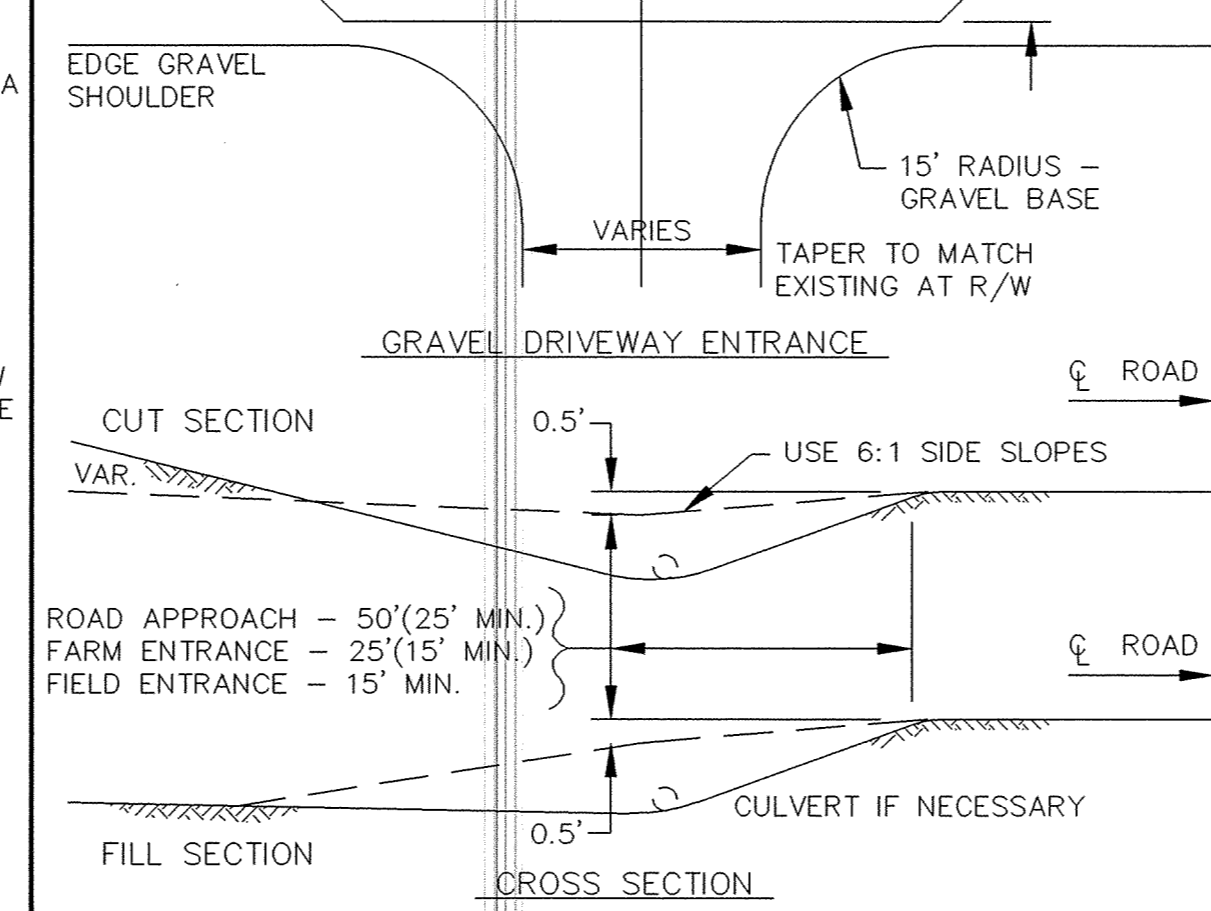 A
EDGE GRAVEL
SHOULDER
15' RADIUS –
GRAVEL BASE
VARIES
TAPER TO MATCH
EXISTING AT R/W
GRAVEL DRIVEWAY ENTRANCE
E
℄ ROAD
CUT SECTION
0.5'
USE 6:1 SIDE SLOPES
VAR.
ROAD APPROACH – 50'(25' MIN.)
FARM ENTRANCE – 25'(15' MIN.)
FIELD ENTRANCE – 15' MIN.
℄ ROAD
CULVERT IF NECESSARY
0.5'
FILL SECTION
CROSS SECTION